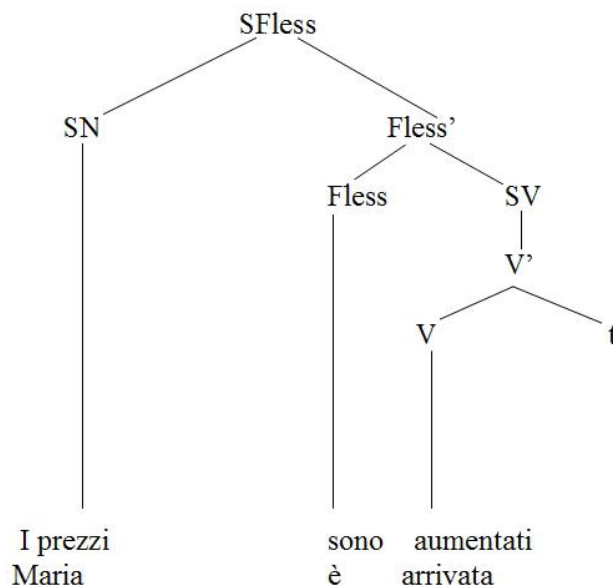 SFless
SN Fless’
Fless SV
V’
V t
I prezzi sono aumentati
Maria è arrivata